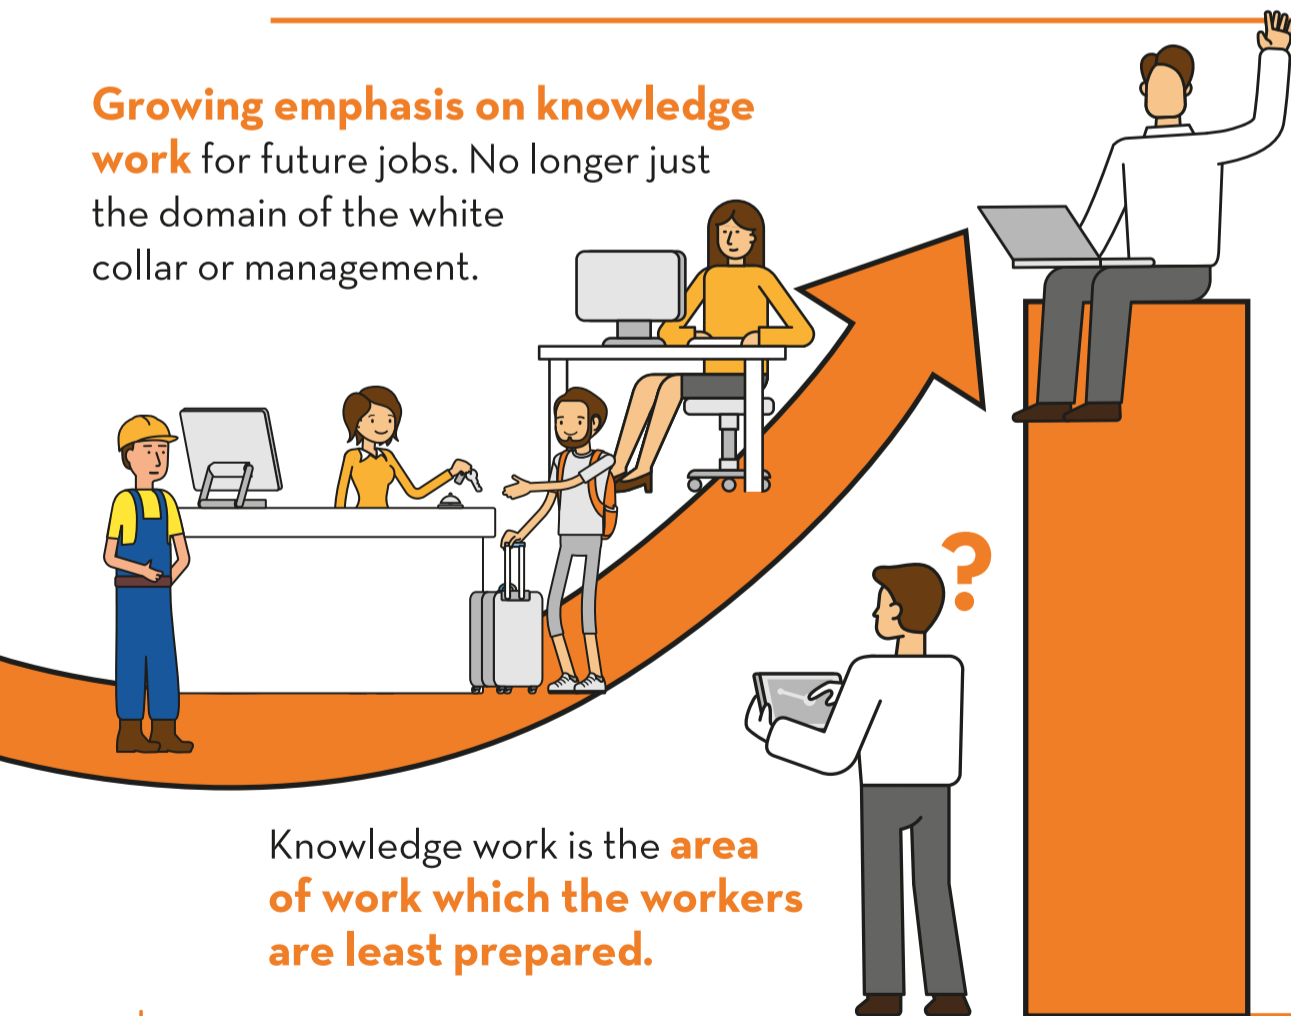 Growing emphasis on knowledge
work for future jobs. No longer just
the domain of the white
collar or management.
?
Knowledge work is the area
of work which the workers
are least prepared.